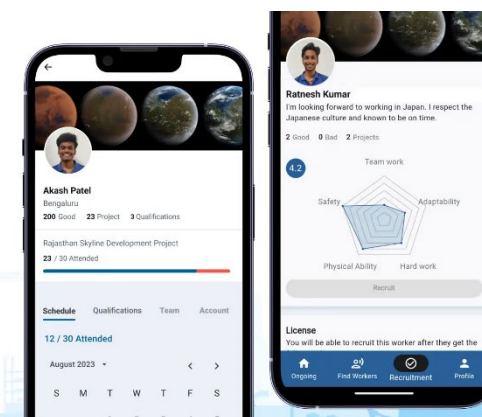 ←
Akash Patel
Bengaluru
200 Good 23 Project 3 Qualifications
Rajasthan Skyline Development Project
23 / 30 Attended
Schedule Qualifications Team Account
12 / 30 Attended
August 2023
< >
S M T W T F S
Ratnesh Kumar
I'm looking forward to working in Japan. I respect the
Japanese culture and known to be on time.
2 Good 0 Bad 2 Projects
4.2
Team work
Safety
Adaptability
Physical Ability
Hard work
Recruit
License
You will be able to recruit this worker after they get the
Ongoing Find Workers Recruitment Profile